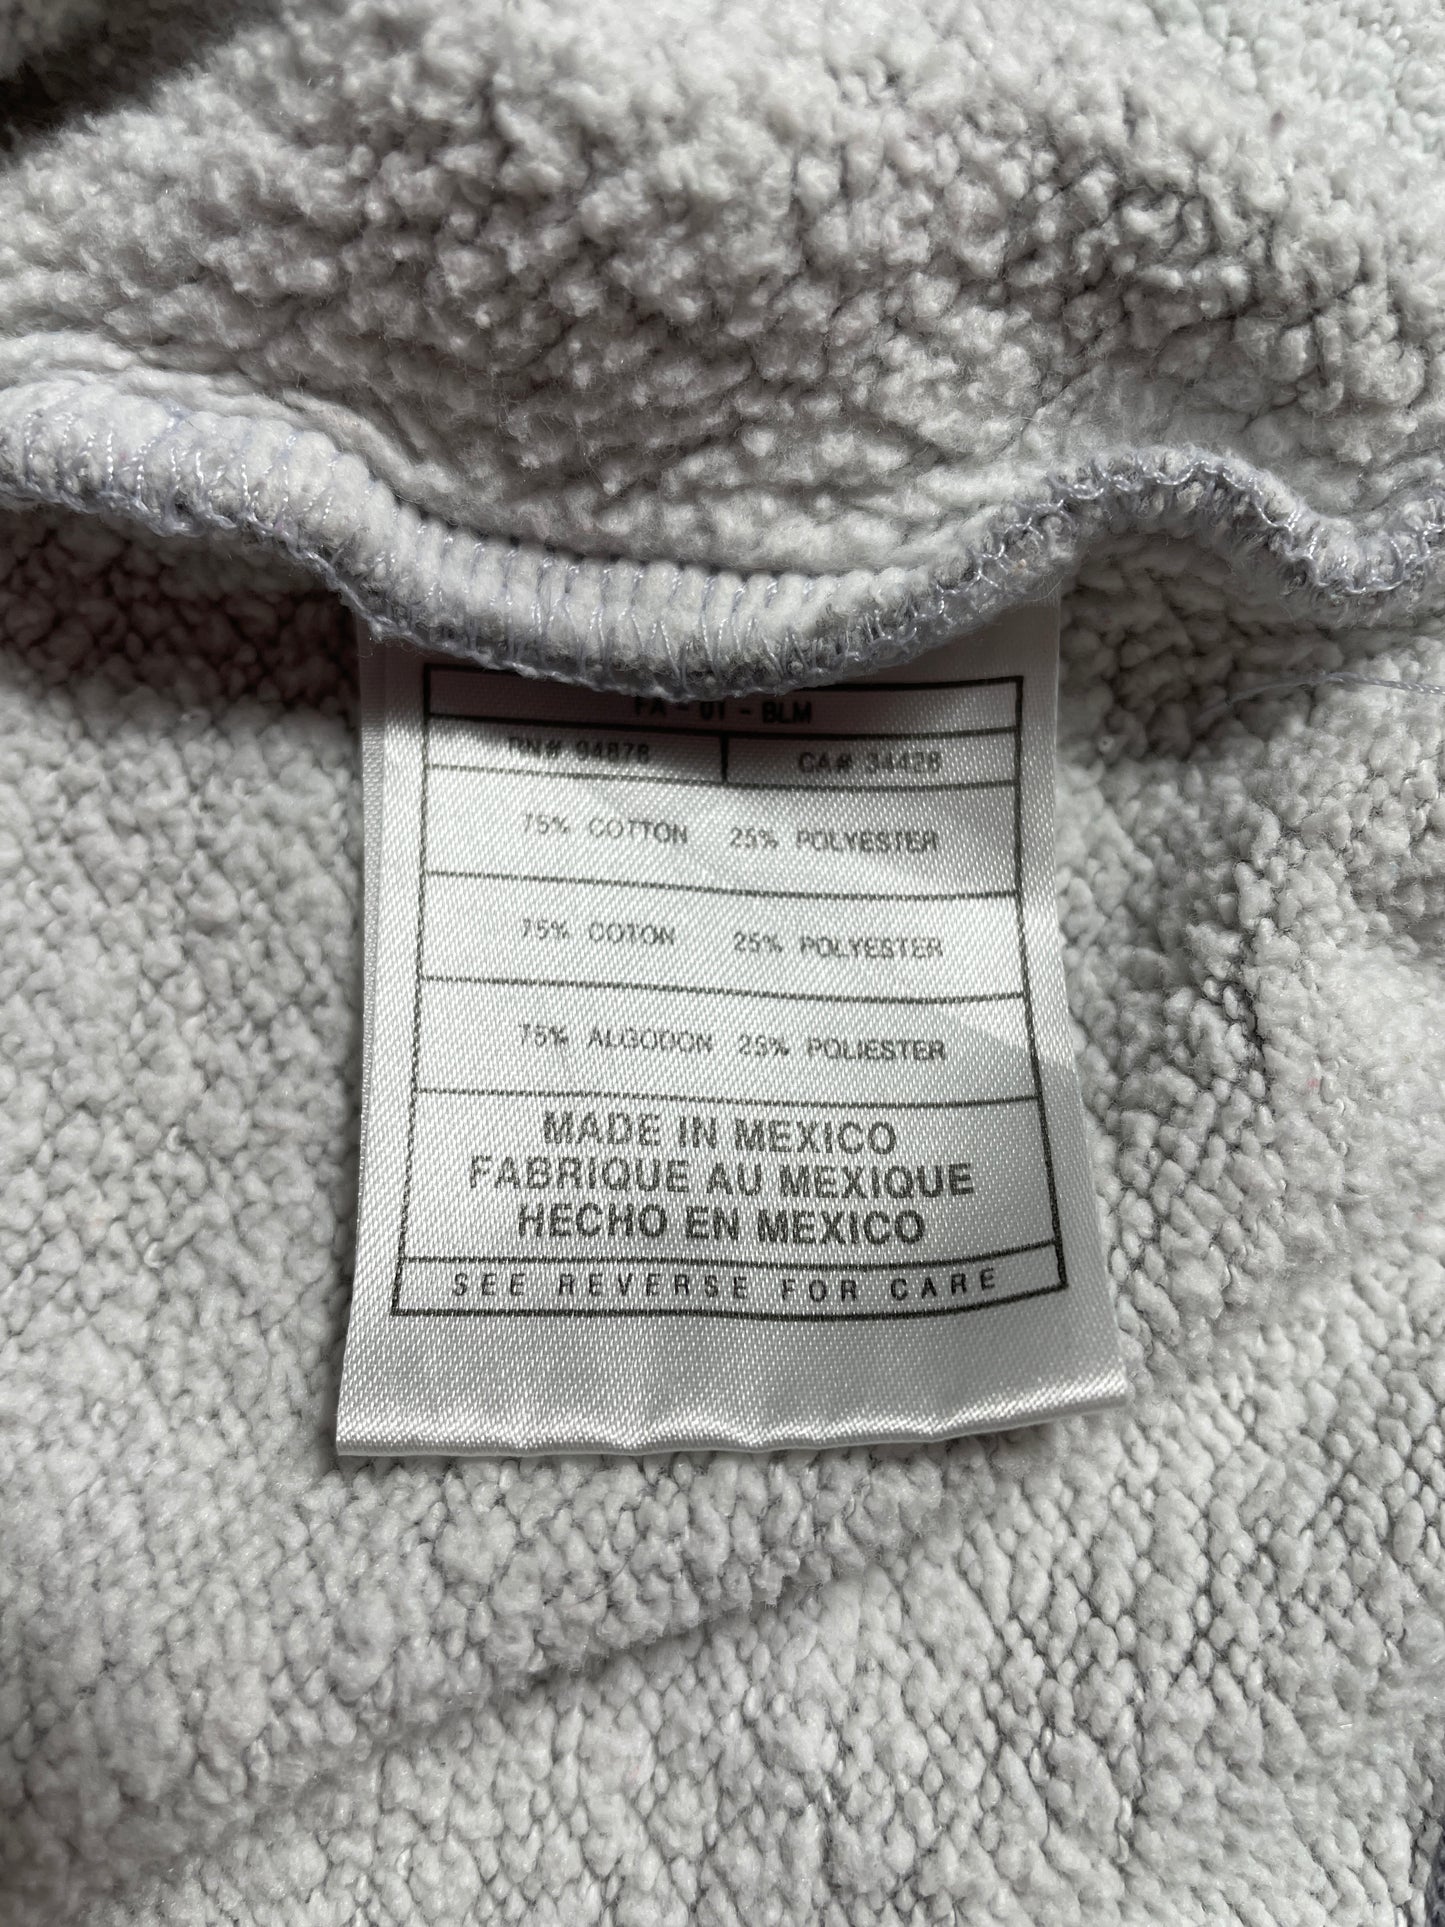 FA - 01 - BLM
RN# 94878 CA# 34428
75% COTTON 25% POLYESTER
75% COTON 25% POLYESTER
75% ALGODON 25% POLIESTER
MADE IN MEXICO
FABRIQUE AU MEXIQUE
HECHO EN MEXICO
SEE REVERSE FOR CARE